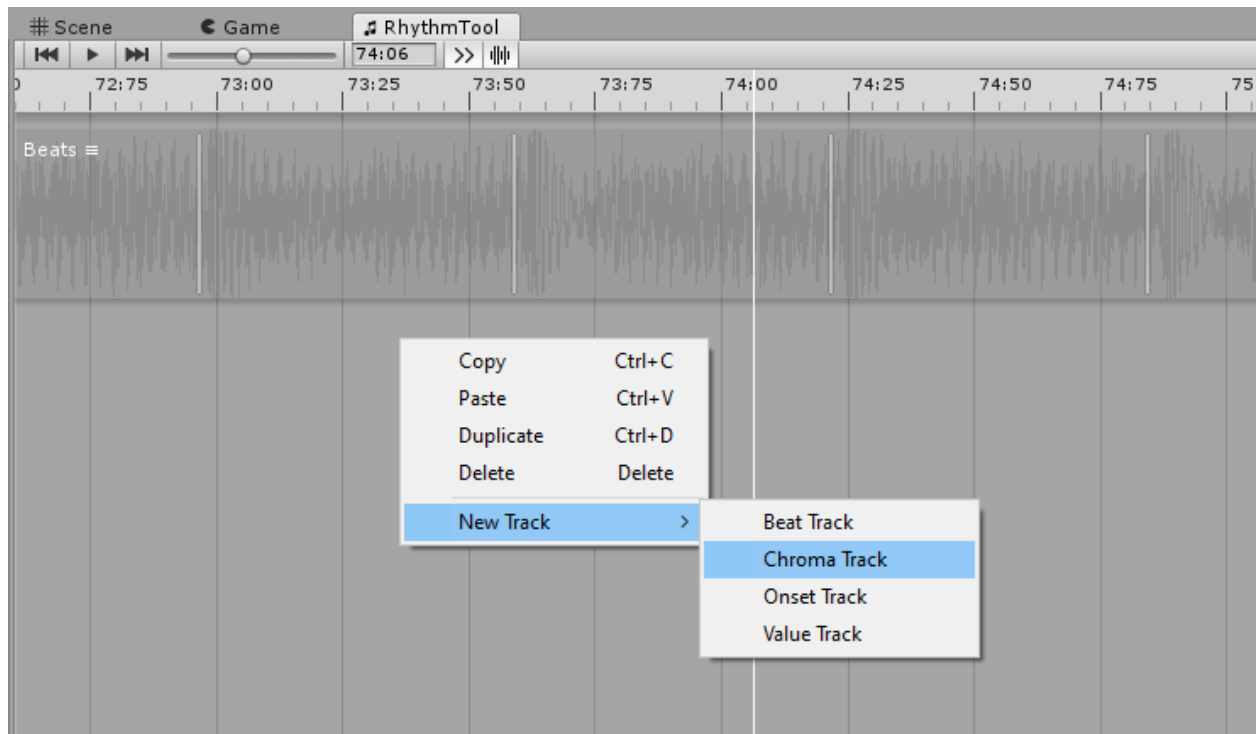 Scene Game RhythmTool
74:06
72:75 73:00 73:25 73:50 73:75 74:00 74:25 74:50 74:75 75
Beats
Copy Ctrl+C
Paste Ctrl+V
Duplicate Ctrl+D
Delete Delete
New Track
Beat Track
Chroma Track
Onset Track
Value Track